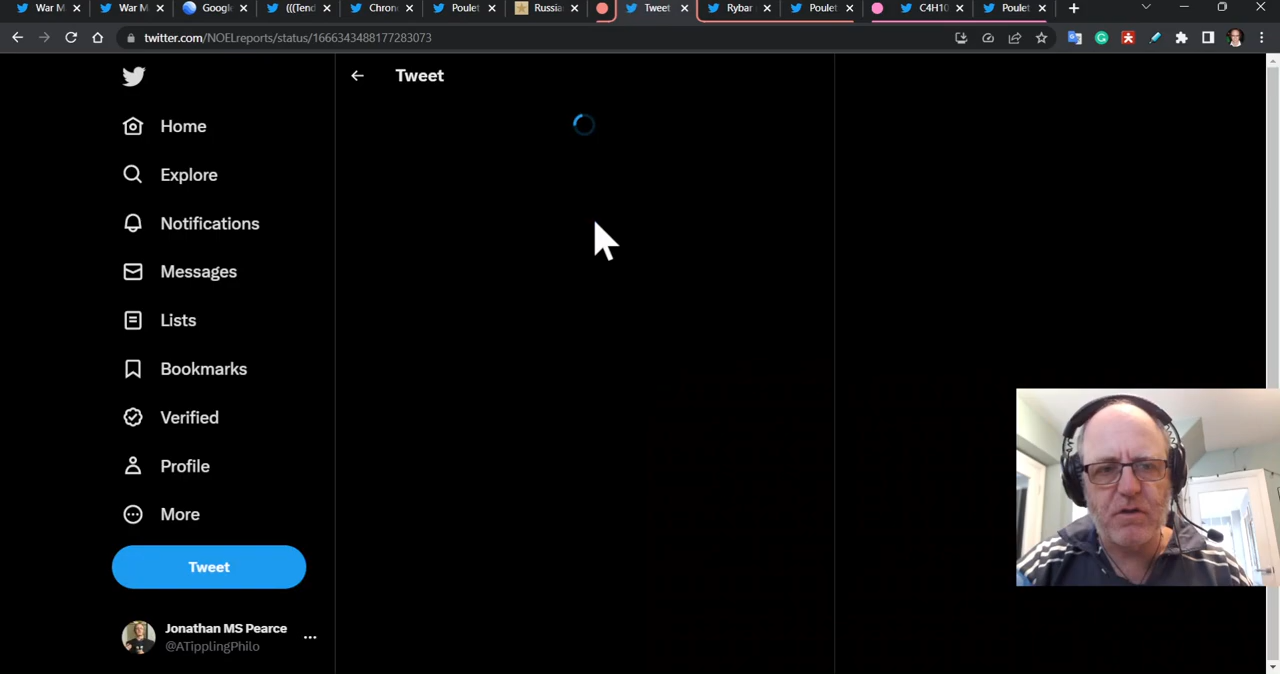 War M
War M
Google
(((Tend
Chron
Poulet
Russia
Tweet
Rybar
Poulet
C4H10
Poulet
twitter.com/NOELreports/status/1666343488177283073
Tweet
Home
Explore
Notifications
Messages
Lists
Bookmarks
Verified
Profile
More
Tweet
Jonathan MS Pearce
@ATipplingPhilo